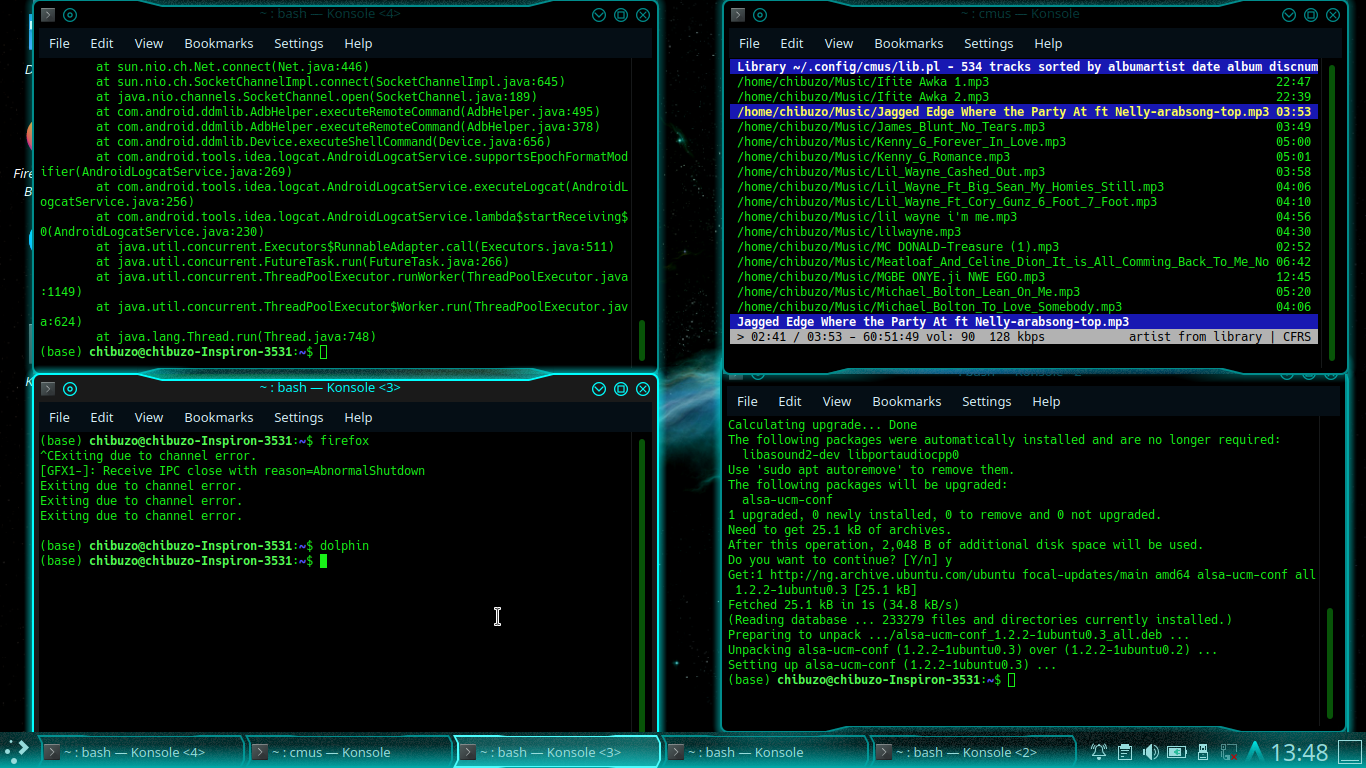 ~ : bash — Konsole <4>
File Edit View Bookmarks Settings Help
at sun.nio.ch.Net.connect(Net.java:446)
at sun.nio.ch.SocketChannelImpl.connect(SocketChannelImpl.java:645)
at java.nio.channels.SocketChannel.open(SocketChannel.java:189)
at com.android.ddmlib.AdbHelper.executeRemoteCommand(AdbHelper.java:495)
at com.android.ddmlib.AdbHelper.executeRemoteCommand(AdbHelper.java:378)
at com.android.ddmlib.Device.executeShellCommand(Device.java:656)
at com.android.tools.idea.logcat.AndroidLogcatService.supportsEpochFormatMod
ifier(AndroidLogcatService.java:269)
at com.android.tools.idea.logcat.AndroidLogcatService.executeLogcat(AndroidL
ogcatService.java:256)
at com.android.tools.idea.logcat.AndroidLogcatService.lambda$startReceiving$
0(AndroidLogcatService.java:230)
at java.util.concurrent.Executors$RunnableAdapter.call(Executors.java:511)
at java.util.concurrent.FutureTask.run(FutureTask.java:266)
at java.util.concurrent.ThreadPoolExecutor.runWorker(ThreadPoolExecutor.java
:1149)
at java.util.concurrent.ThreadPoolExecutor$Worker.run(ThreadPoolExecutor.jav
a:624)
at java.lang.Thread.run(Thread.java:748)
(base) chibuzo@chibuzo-Inspiron-3531:~$
~ : cmus — Konsole
File Edit View Bookmarks Settings Help
Library ~/.config/cmus/lib.pl - 534 tracks sorted by albumartist date album discnum
/home/chibuzo/Music/Ifite Awka 1.mp3 22:47
/home/chibuzo/Music/Ifite Awka 2.mp3 22:39
/home/chibuzo/Music/Jagged Edge Where the Party At ft Nelly-arabsong-top.mp3 03:53
/home/chibuzo/Music/James_Blunt_No_Tears.mp3 03:49
/home/chibuzo/Music/Kenny_G_Forever_In_Love.mp3 05:00
/home/chibuzo/Music/Kenny_G_Romance.mp3 05:01
/home/chibuzo/Music/Lil_Wayne_Cashed_Out.mp3 03:58
/home/chibuzo/Music/Lil_Wayne_Ft_Big_Sean_My_Homies_Still.mp3 04:06
/home/chibuzo/Music/Lil_Wayne_Ft_Cory_Gunz_6_Foot_7_Foot.mp3 04:10
/home/chibuzo/Music/lil wayne i'm me.mp3 04:56
/home/chibuzo/Music/lilwayne.mp3 04:30
/home/chibuzo/Music/MC DONALD-Treasure (1).mp3 02:52
/home/chibuzo/Music/Meatloaf_And_Celine_Dion_It_is_All_Comming_Back_To_Me_No 06:42
/home/chibuzo/Music/MGBE ONYE.ji NWE EGO.mp3 12:45
/home/chibuzo/Music/Michael_Bolton_Lean_On_Me.mp3 05:20
/home/chibuzo/Music/Michael_Bolton_To_Love_Somebody.mp3 04:06
Jagged Edge Where the Party At ft Nelly-arabsong-top.mp3
> 02:41 / 03:53 - 60:51:49 vol: 90 128 kbps artist from library | CFRS
~ : bash — Konsole <3>
File Edit View Bookmarks Settings Help
(base) chibuzo@chibuzo-Inspiron-3531:~$ firefox
^CExiting due to channel error.
[GFX1-]: Receive IPC close with reason=AbnormalShutdown
Exiting due to channel error.
Exiting due to channel error.
Exiting due to channel error.
(base) chibuzo@chibuzo-Inspiron-3531:~$ dolphin
(base) chibuzo@chibuzo-Inspiron-3531:~$
File Edit View Bookmarks Settings Help
Calculating upgrade... Done
The following packages were automatically installed and are no longer required:
libasound2-dev libportaudiocpp0
Use 'sudo apt autoremove' to remove them.
The following packages will be upgraded:
alsa-ucm-conf
1 upgraded, 0 newly installed, 0 to remove and 0 not upgraded.
Need to get 25.1 kB of archives.
After this operation, 2,048 B of additional disk space will be used.
Do you want to continue? [Y/n] y
Get:1 http://ng.archive.ubuntu.com/ubuntu focal-updates/main amd64 alsa-ucm-conf all
1.2.2-1ubuntu0.3 [25.1 kB]
Fetched 25.1 kB in 1s (34.8 kB/s)
(Reading database ... 233279 files and directories currently installed.)
Preparing to unpack .../alsa-ucm-conf_1.2.2-1ubuntu0.3_all.deb ...
Unpacking alsa-ucm-conf (1.2.2-1ubuntu0.3) over (1.2.2-1ubuntu0.2) ...
Setting up alsa-ucm-conf (1.2.2-1ubuntu0.3) ...
(base) chibuzo@chibuzo-Inspiron-3531:~$
~ : bash — Konsole <4>
~ : cmus — Konsole
~ : bash — Konsole <3>
~ : bash — Konsole
~ : bash — Konsole <2>
13:48